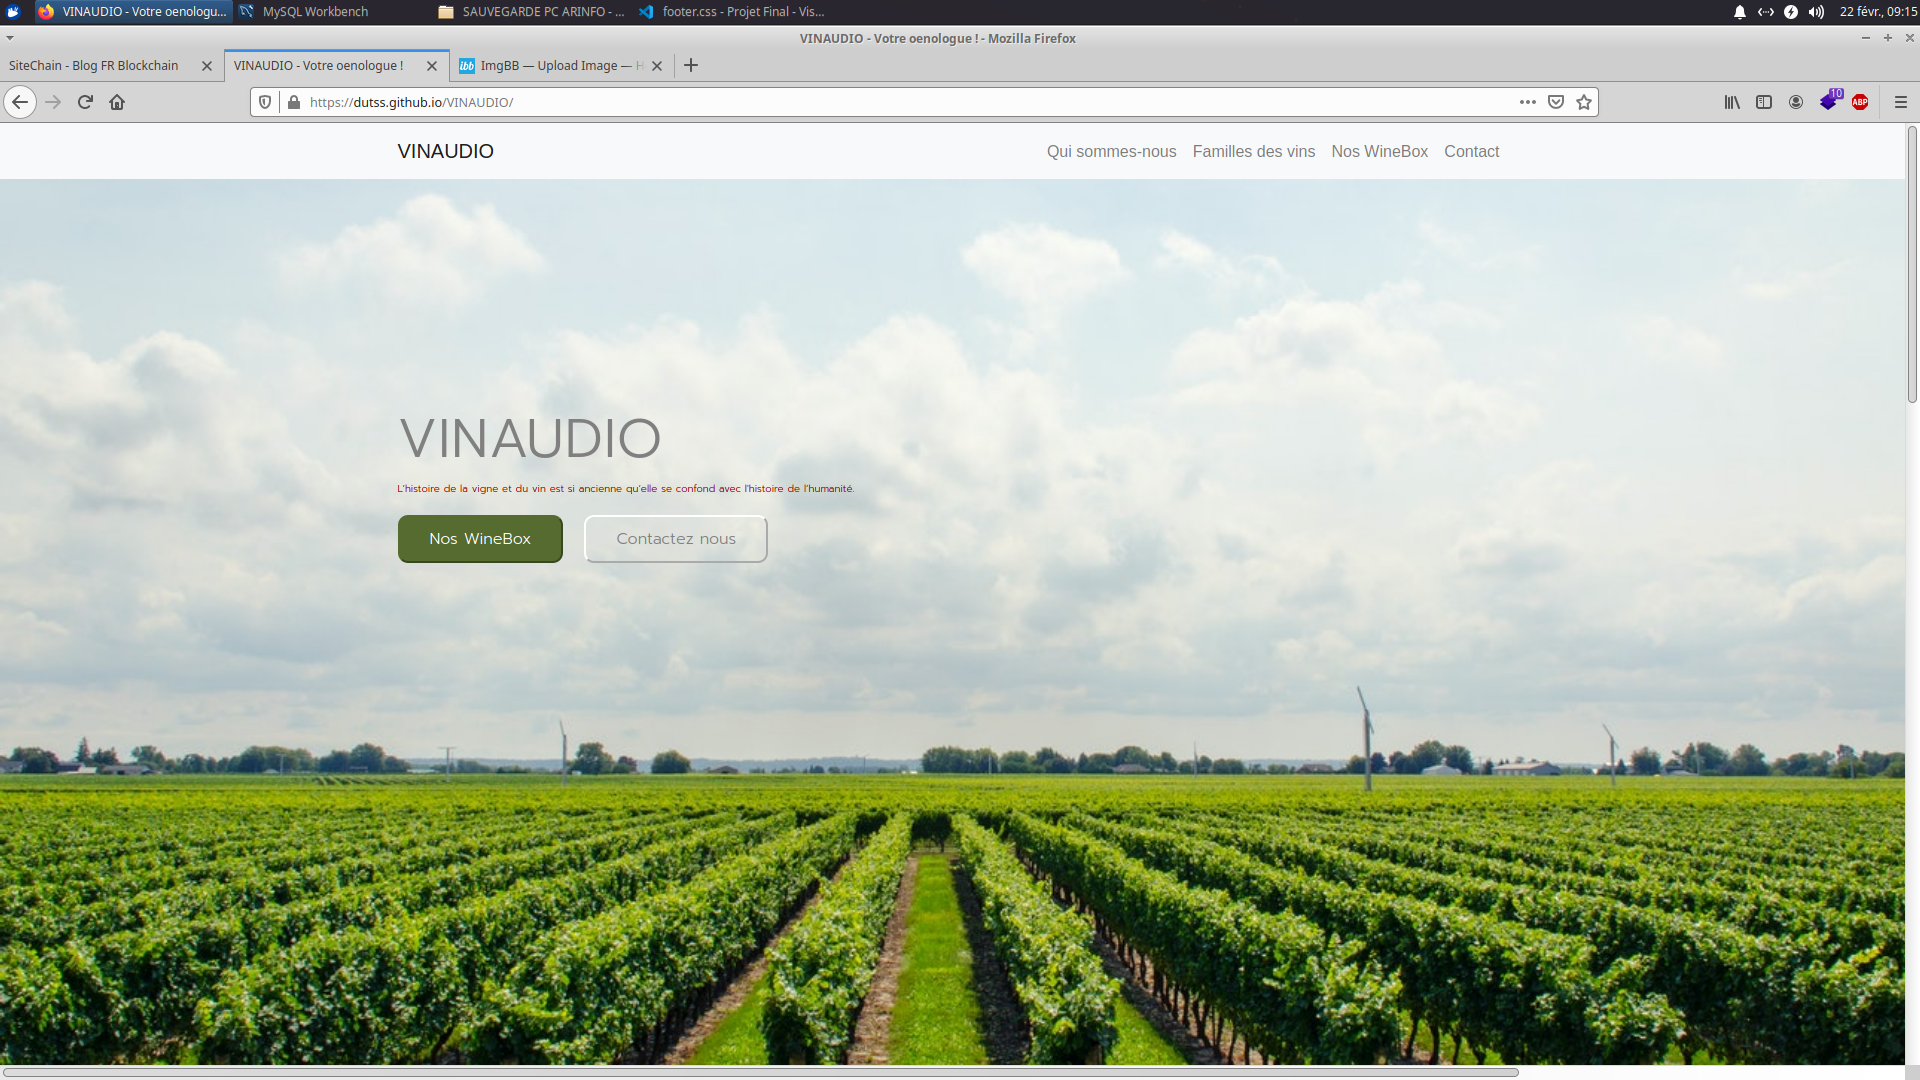 VINAUDIO - Votre oenologu...
MySQL Workbench
SAUVEGARDE PC ARINFO - ...
footer.css - Projet Final - Vis...
22 févr., 09:15
VINAUDIO - Votre oenologue ! - Mozilla Firefox
SiteChain - Blog FR Blockchain
VINAUDIO - Votre oenologue !
ibb
ImgBB — Upload Image —
https://dutss.github.io/VINAUDIO/
10
ABP
VINAUDIO
Qui sommes-nous
Familles des vins
Nos WineBox
Contact
VINAUDIO
L'histoire de la vigne et du vin est si ancienne qu'elle se confond avec l'histoire de l'humanité.
Nos WineBox
Contactez nous